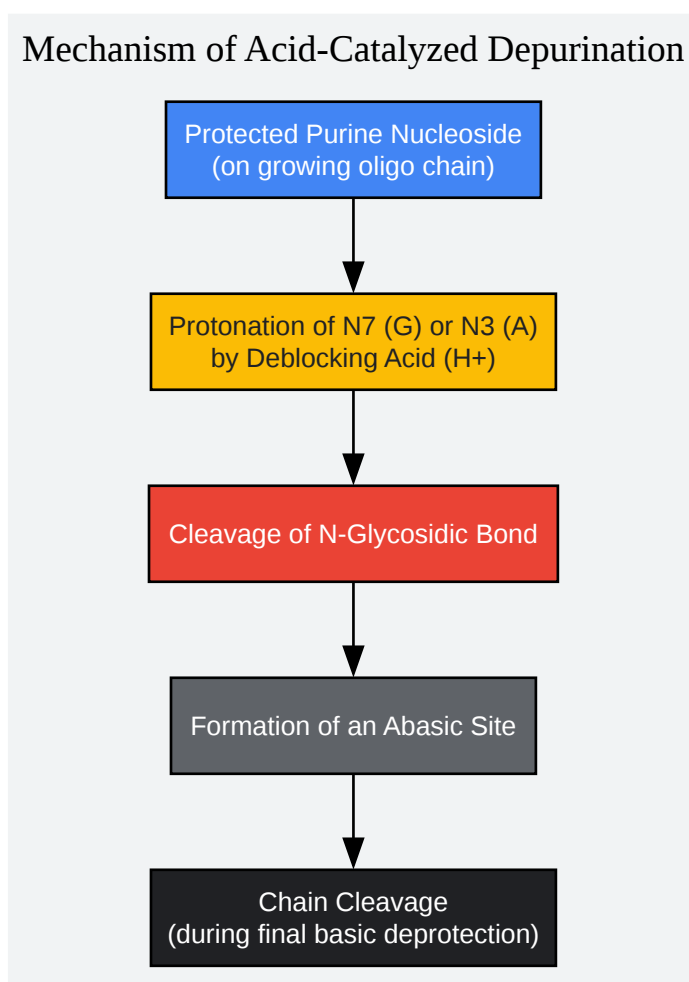 Mechanism of Acid-Catalyzed Depurination
Protected Purine Nucleoside
(on growing oligo chain)
Protonation of N7 (G) or N3 (A)
by Deblocking Acid (H+)
Cleavage of N-Glycosidic Bond
Formation of an Abasic Site
Chain Cleavage
(during final basic deprotection)